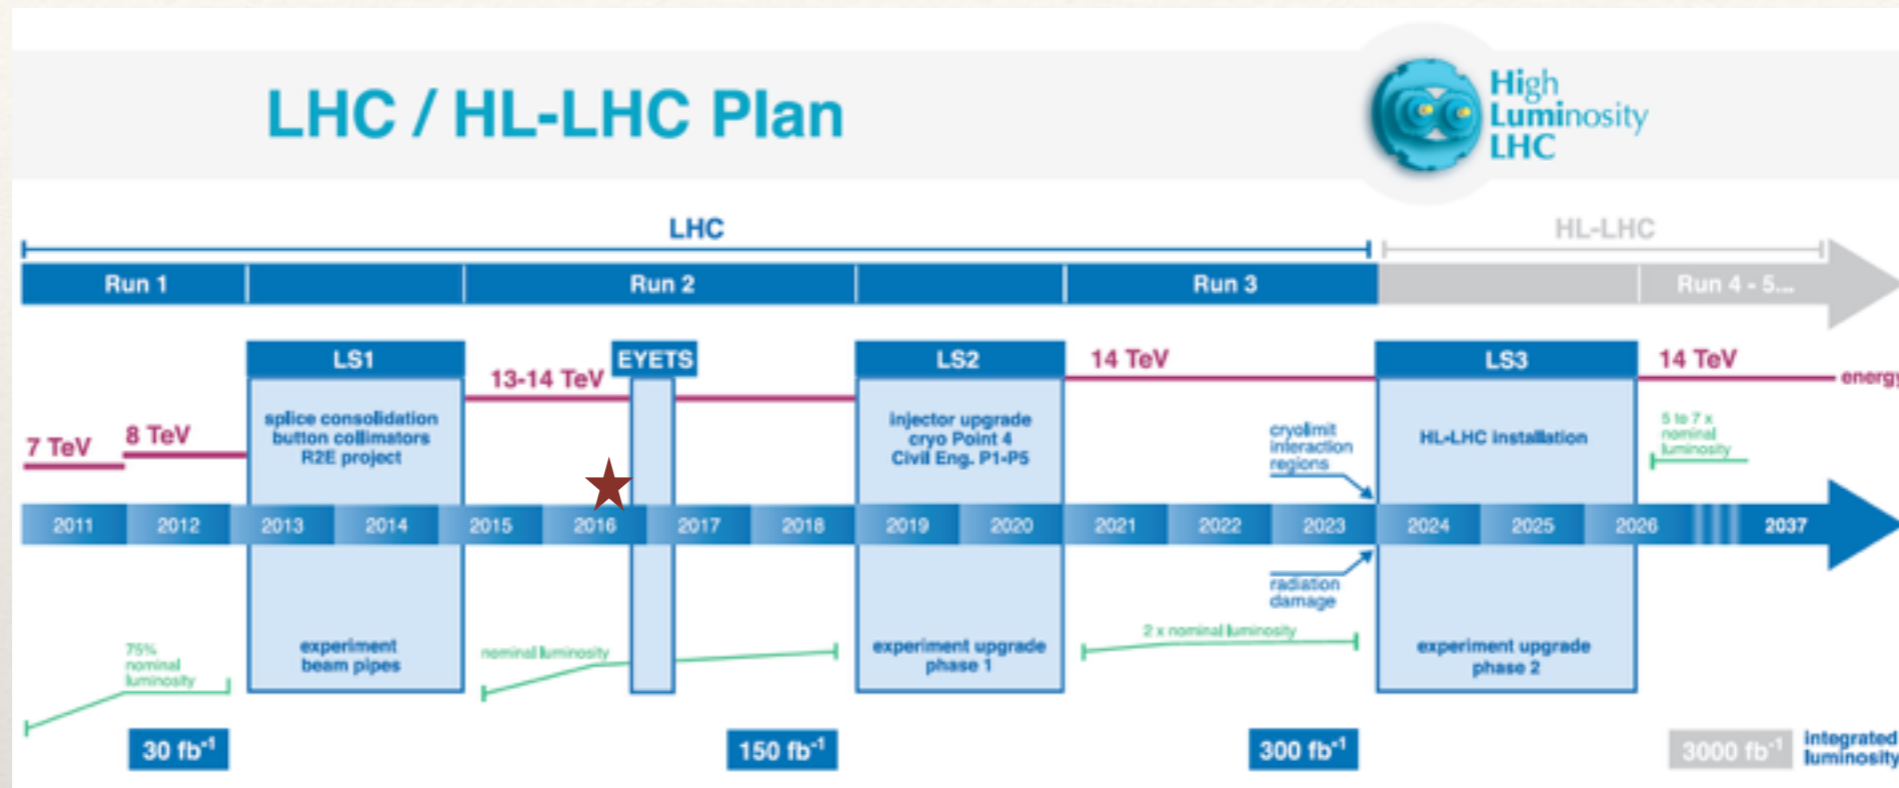 LHC / HL-LHC Plan
High
Luminosity
LHC
LHC
HL-LHC
Run 1
Run 2
Run 3
Run 4 - 5...
LS1
EYETS
LS2
LS3
14 TeV
14 TeV
energy
13-14 TeV
7 TeV
8 TeV
splice consolidation
button collimators
R2E project
injector upgrade
cryo Point 4
Civil Eng. P1-P5
cryolimit
interaction
regions
HL-LHC installation
5 to 7 x
nominal
luminosity
2011
2012
2013
2014
2015
2016
2017
2018
2019
2020
2021
2022
2023
2024
2025
2026
2037
radiation
damage
75%
nominal
luminosity
experiment
beam pipes
nominal luminosity
experiment upgrade
phase 1
2 x nominal luminosity
experiment upgrade
phase 2
30 fb⁻¹
150 fb⁻¹
300 fb⁻¹
3000 fb⁻¹
integrated
luminosity